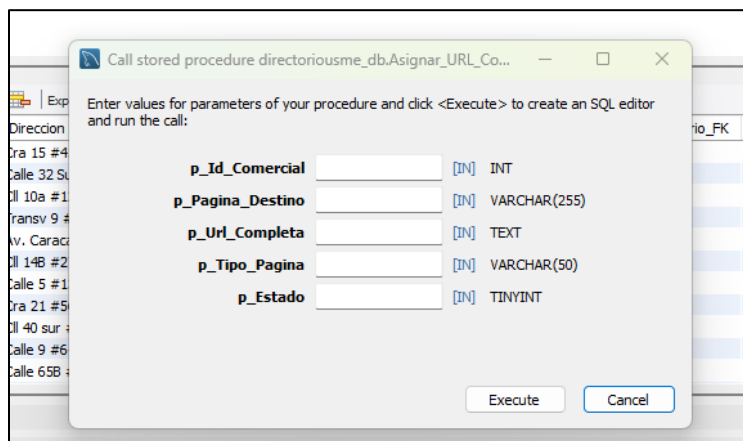 Call stored procedure directoriousme_db.Asignar_URL_Co...
Enter values for parameters of your procedure and click <Execute> to create an SQL editor
and run the call:
p_Id_Comercial [IN] INT
p_Pagina_Destino [IN] VARCHAR(255)
p_Url_Completa [IN] TEXT
p_Tipo_Pagina [IN] VARCHAR(50)
p_Estado [IN] TINYINT
Execute Cancel
Exp
Direccion
rio_FK
Cra 15 #4
Calle 32 Su
Cll 10a #1
Transv 9 #
Av. Caraca
Cll 14B #2
Calle 5 #1
Cra 21 #5
Cll 40 sur #
Calle 9 #6
Calle 65B #